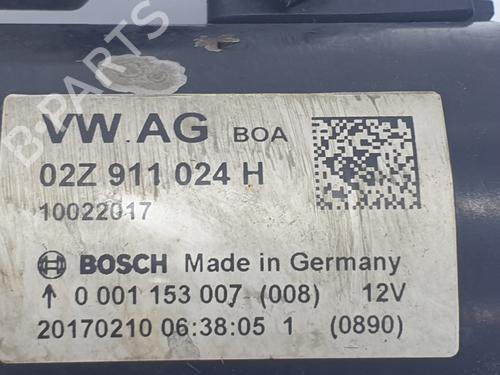 VW AG BOA
02Z 911 024 H
10022017
BOSCH Made in Germany
↑ 0 001 153 007 (008) 12V
20170210 06:38:05 1 (0890)
B-PARTS